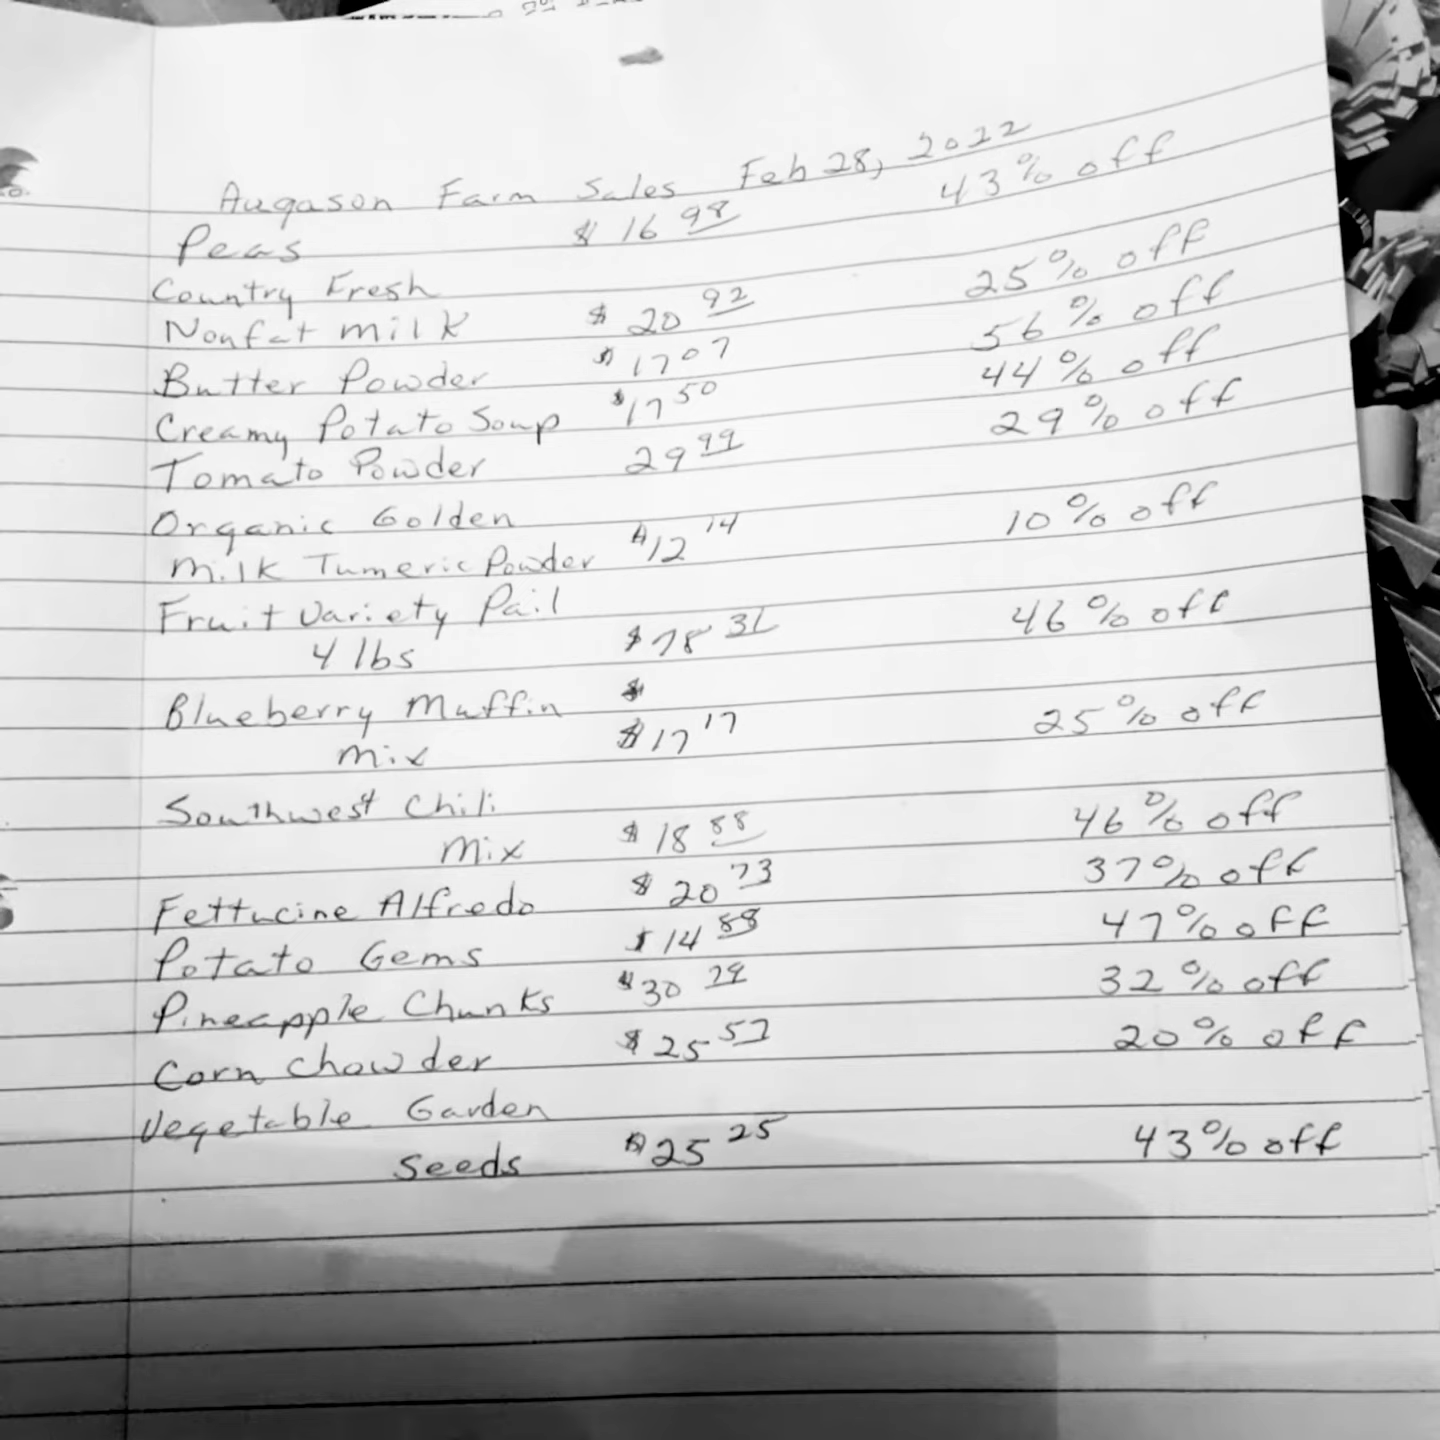 Augason Farm Sales Feb 28, 2022
Peas $16 98 43% off
Country Fresh
Nonfat milk $20 92 25% off
Butter Powder $17 07 56% off
Creamy Potato Soup $17 50 44% off
Tomato Powder 29 99 29% off
Organic Golden
Milk Tumeric Powder $12 14 10% off
Fruit Variety Pail
4 lbs $78 31 46% off
Blueberry Muffin $
Mix $17 17 25% off
Southwest Chili
Mix $18 88 46% off
Fettucine Alfredo $20 73 37% off
Potato Gems $14 88 47% off
Pineapple Chunks $30 29 32% off
Corn Chowder $25 57 20% off
Vegetable Garden
Seeds $25 25 43% off